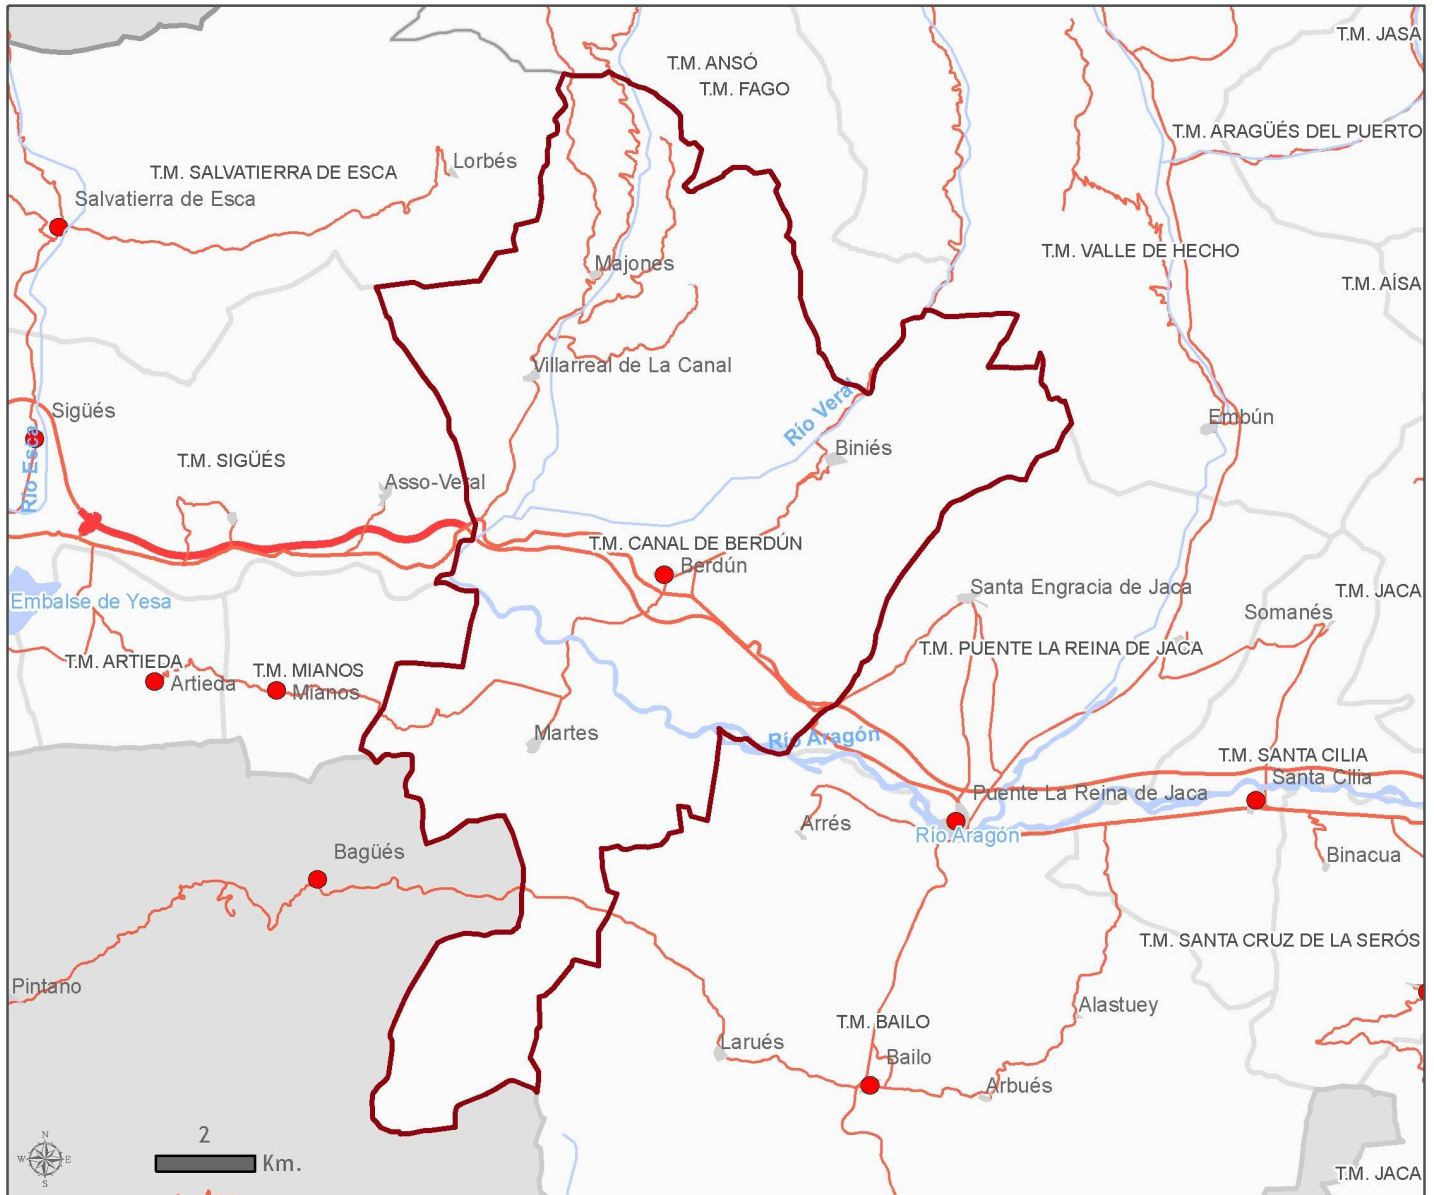 T.M. JASA
T.M. ANSÓ
T.M. FAGO
T.M. ARAGÜÉS DEL PUERTO
Lorbés
T.M. SALVATIERRA DE ESCA
Salvatierra de Esca
T.M. VALLE DE HECHO
Majones
T.M. AÍSA
Villarreal de La Canal
Río Veral
Sigüés
Embún
Biniés
T.M. SIGÜÉS
Río Esca
Asso-Veral
T.M. CANAL DE BERDÚN
Berdún
Santa Engracia de Jaca
T.M. JACA
Embalse de Yesa
Somanés
T.M. PUENTE LA REINA DE JACA
T.M. ARTIEDA
T.M. MIANOS
Artieda
Mianos
Martes
Río Aragón
T.M. SANTA CILIA
Santa Cilia
Puente La Reina de Jaca
Arrés
Río Aragón
Bagüés
Binacua
T.M. SANTA CRUZ DE LA SERÓS
Pintano
Alastuey
T.M. BAILO
Larués
Bailo
Arbués
N
W
E
S
2
Km.
T.M. JACA